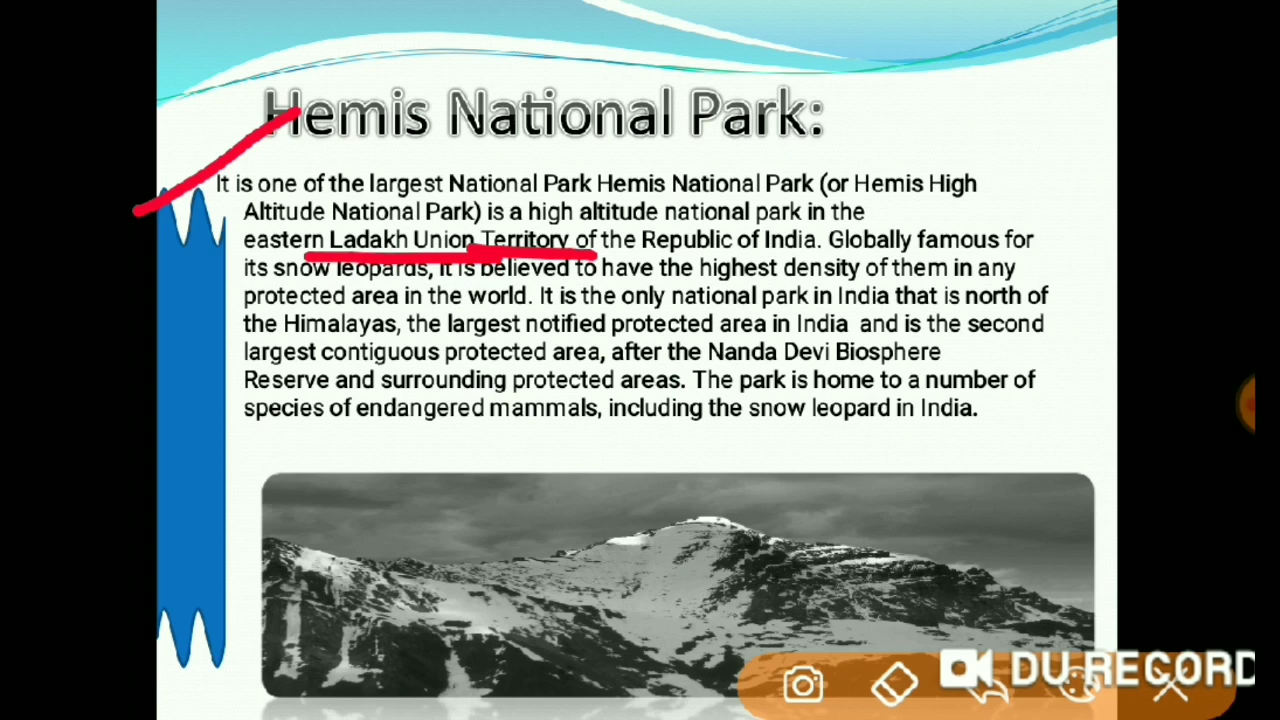 Hemis National Park:
It is one of the largest National Park Hemis National Park (or Hemis High
Altitude National Park) is a high altitude national park in the
eastern Ladakh Union Territory of the Republic of India. Globally famous for
its snow leopards, it is believed to have the highest density of them in any
protected area in the world. It is the only national park in India that is north of
the Himalayas, the largest notified protected area in India and is the second
largest contiguous protected area, after the Nanda Devi Biosphere
Reserve and surrounding protected areas. The park is home to a number of
species of endangered mammals, including the snow leopard in India.
DU RECORD